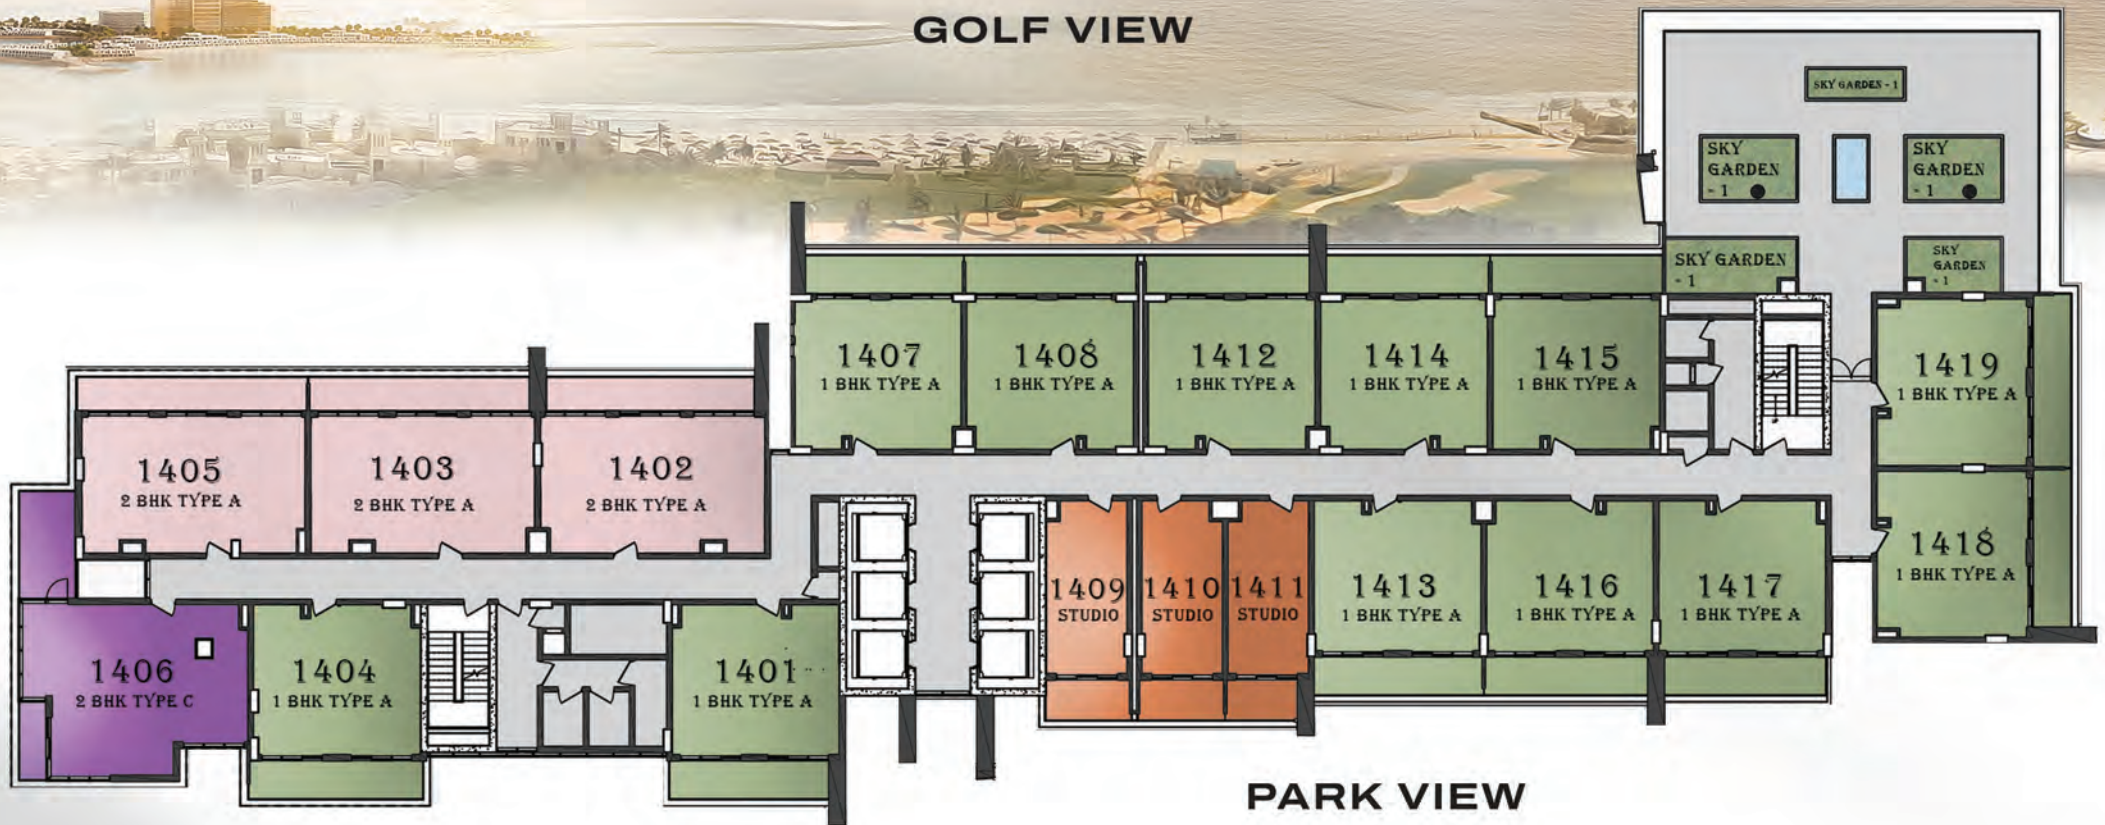 GOLF VIEW
SKY GARDEN - 1
SKY
GARDEN
- 1
SKY
GARDEN
- 1
SKY GARDEN
- 1
SKY
GARDEN
- 1
1407
1 BHK TYPE A
1408
1 BHK TYPE A
1412
1 BHK TYPE A
1414
1 BHK TYPE A
1415
1 BHK TYPE A
1419
1 BHK TYPE A
1405
2 BHK TYPE A
1403
2 BHK TYPE A
1402
2 BHK TYPE A
1418
1 BHK TYPE A
1409
STUDIO
1410
STUDIO
1411
STUDIO
1413
1 BHK TYPE A
1416
1 BHK TYPE A
1417
1 BHK TYPE A
1406
2 BHK TYPE C
1404
1 BHK TYPE A
1401
1 BHK TYPE A
PARK VIEW